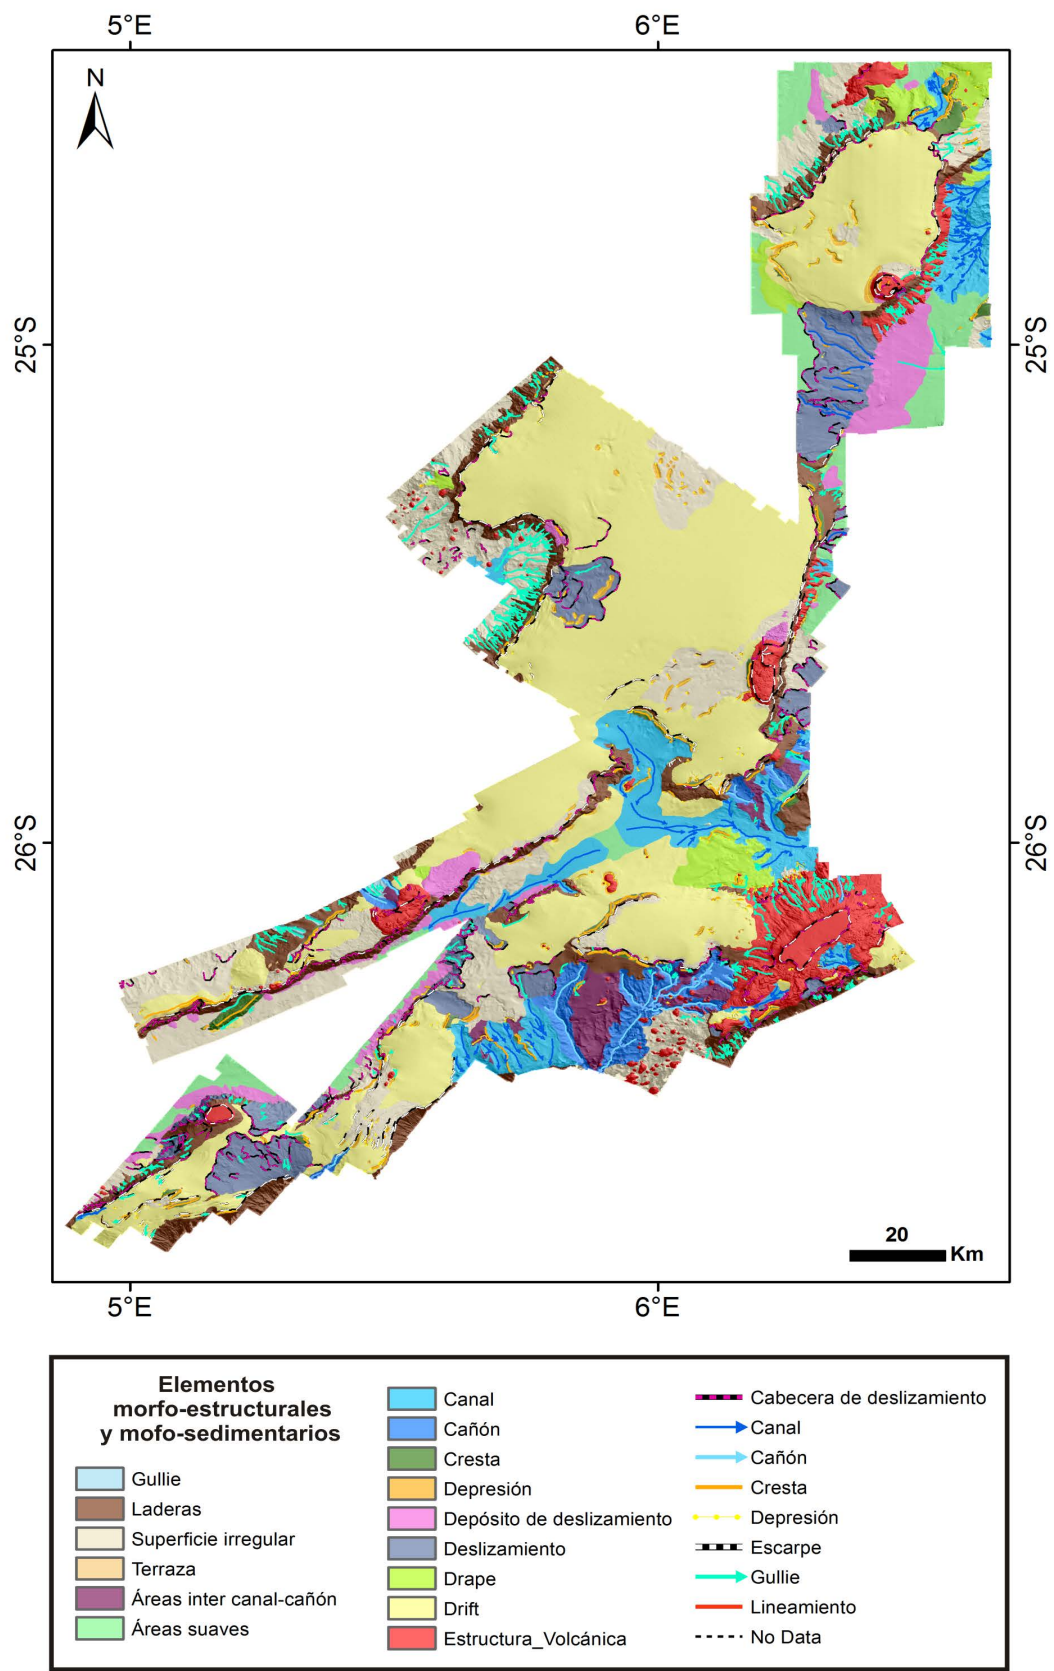 5°E 6°E
N
25°S 25°S
26°S 26°S
20
Km
5°E 6°E
Elementos
morfo-estructurales
y mofo-sedimentarios
Gullie
Laderas
Superficie irregular
Terraza
Áreas inter canal-cañón
Áreas suaves
Canal
Cañón
Cresta
Depresión
Depósito de deslizamiento
Deslizamiento
Drape
Drift
Estructura_Volcánica
Cabecera de deslizamiento
Canal
Cañón
Cresta
Depresión
Escarpe
Gullie
Lineamiento
No Data